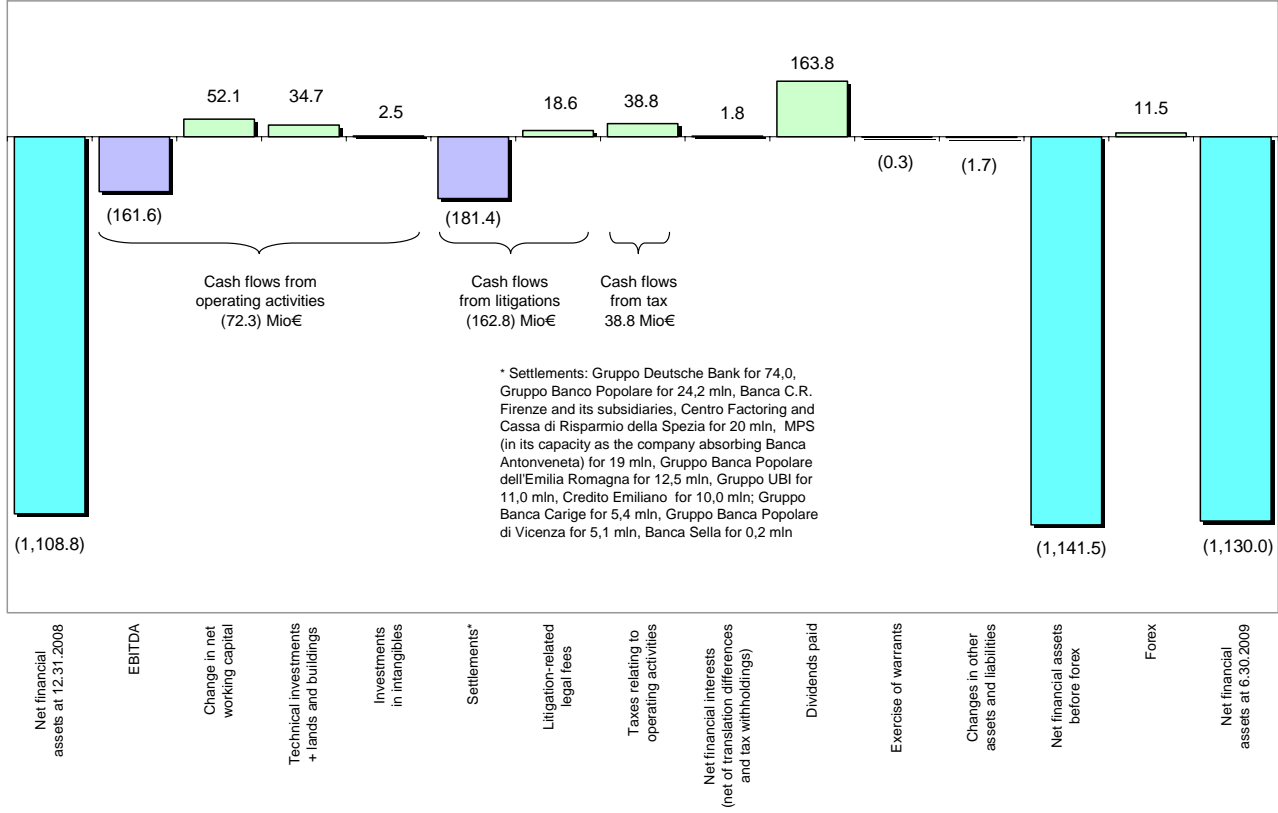 163.8
52.1
34.7
2.5
18.6
38.8
1.8
11.5
(0.3)
(1.7)
(161.6)
(181.4)
Cash flows from
operating activities
(72.3) Mio€
Cash flows
from litigations
(162.8) Mio€
Cash flows
from tax
38.8 Mio€
* Settlements: Gruppo Deutsche Bank for 74,0,
Gruppo Banco Popolare for 24,2 mln, Banca C.R.
Firenze and its subsidiaries, Centro Factoring and
Cassa di Risparmio della Spezia for 20 mln, MPS
(in its capacity as the company absorbing Banca
Antonveneta) for 19 mln, Gruppo Banca Popolare
dell'Emilia Romagna for 12,5 mln, Gruppo UBI for
11,0 mln, Credito Emiliano for 10,0 mln; Gruppo
Banca Carige for 5,4 mln, Gruppo Banca Popolare
di Vicenza for 5,1 mln, Banca Sella for 0,2 mln
(1,108.8)
(1,141.5)
(1,130.0)
Net financial
assets at 12.31.2008
EBITDA
Change in net
working capital
Technical investments
+ lands and buildings
Investments
in intangibles
Settlements*
Litigation-related
legal fees
Taxes relating to
operating activities
Net financial interests
(net of translation differences
and tax withholdings)
Dividends paid
Exercise of warrants
Changes in other
assets and liabilities
Net financial assets
before forex
Forex
Net financial
assets at 6.30.2009